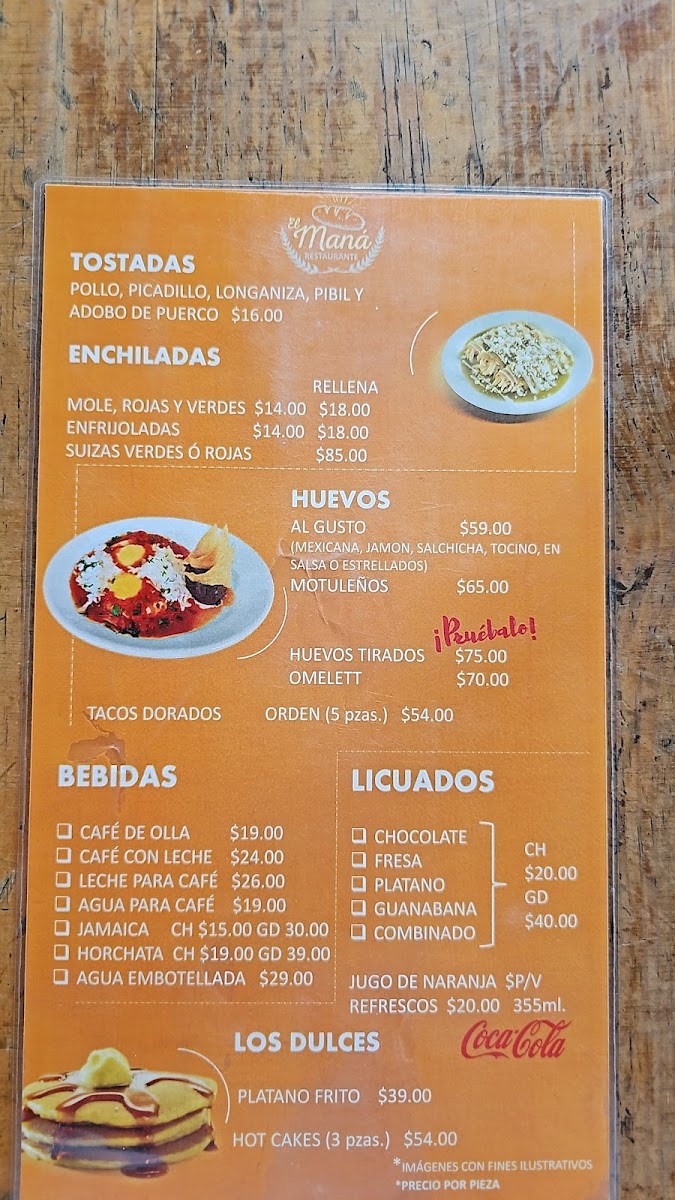 El
Maná
RESTAURANTE
TOSTADAS
POLLO, PICADILLO, LONGANIZA, PIBIL Y
ADOBO DE PUERCO $16.00
ENCHILADAS
RELLENA
MOLE, ROJAS Y VERDES $14.00 $18.00
ENFRIJOLADAS $14.00 $18.00
SUIZAS VERDES Ó ROJAS $85.00
HUEVOS
AL GUSTO $59.00
(MEXICANA, JAMON, SALCHICHA, TOCINO, EN
SALSA O ESTRELLADOS)
MOTULEÑOS $65.00
¡Pruébalo!
HUEVOS TIRADOS $75.00
OMELETT $70.00
TACOS DORADOS ORDEN (5 pzas.) $54.00
BEBIDAS
CAFÉ DE OLLA $19.00
CAFÉ CON LECHE $24.00
LECHE PARA CAFÉ $26.00
AGUA PARA CAFÉ $19.00
JAMAICA CH $15.00 GD 30.00
HORCHATA CH $19.00 GD 39.00
AGUA EMBOTELLADA $29.00
LICUADOS
CHOCOLATE
FRESA
PLATANO
GUANABANA
COMBINADO
CH
$20.00
GD
$40.00
JUGO DE NARANJA $P/V
REFRESCOS $20.00 355ml.
Coca-Cola
LOS DULCES
PLATANO FRITO $39.00
HOT CAKES (3 pzas.) $54.00
*IMÁGENES CON FINES ILUSTRATIVOS
*PRECIO POR PIEZA